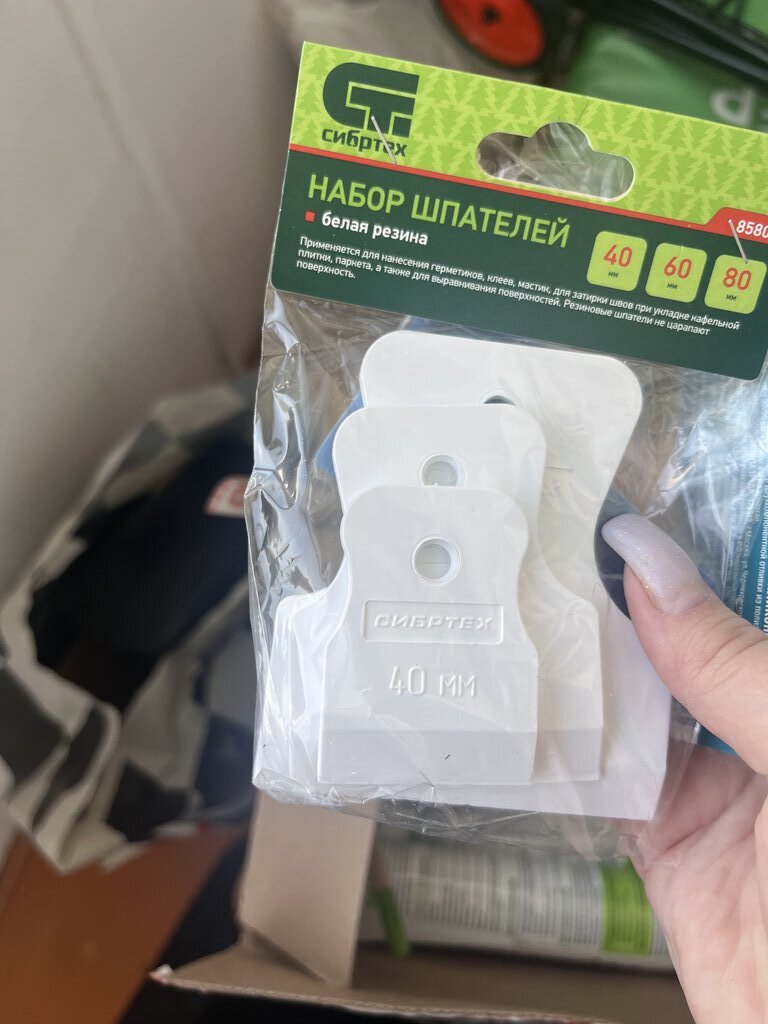 сибртех
НАБОР ШПАТЕЛЕЙ
белая резина
8580
40 мм
60 мм
80 мм
Применяется для нанесения герметиков, клеев, мастик, для затирки швов при укладке кафельной
плитки, паркета, а также для выравнивания поверхностей. Резиновые шпатели не царапают
поверхность.
СИБРТЕХ
40 ММ